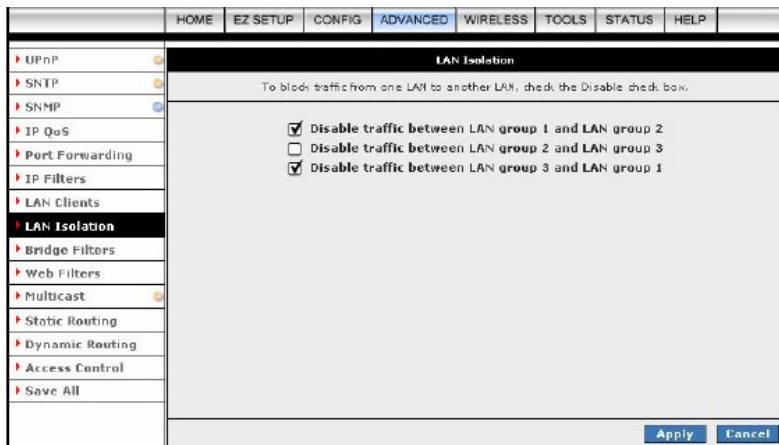 HOME EZ SETUP CONFIG ADVANCED WIRELESS TOOLS STATUS HELP
UPnP
SNTP
SNMP
IP QoS
Port Forwarding
IP Filters
LAN Clients
LAN Isolation
Bridge Filters
Web Filters
Multicast
Static Routing
Dynamic Routing
Access Control
Save All
LAN Isolation
To block traffic from one LAN to another LAN, check the Disable check box.
Disable traffic between LAN group 1 and LAN group 2
Disable traffic between LAN group 2 and LAN group 3
Disable traffic between LAN group 3 and LAN group 1
Apply Cancel